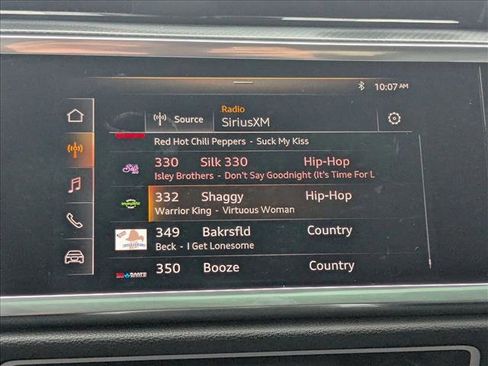 10:07 AM
Radio
Source SiriusXM
Red Hot Chili Peppers - Suck My Kiss
330 Silk 330 Hip-Hop
Isley Brothers - Don't Say Goodnight (It's Time For L
332 Shaggy Hip-Hop
Warrior King - Virtuous Woman
349 Bakrsfld Country
Beck - I Get Lonesome
350 Booze Country